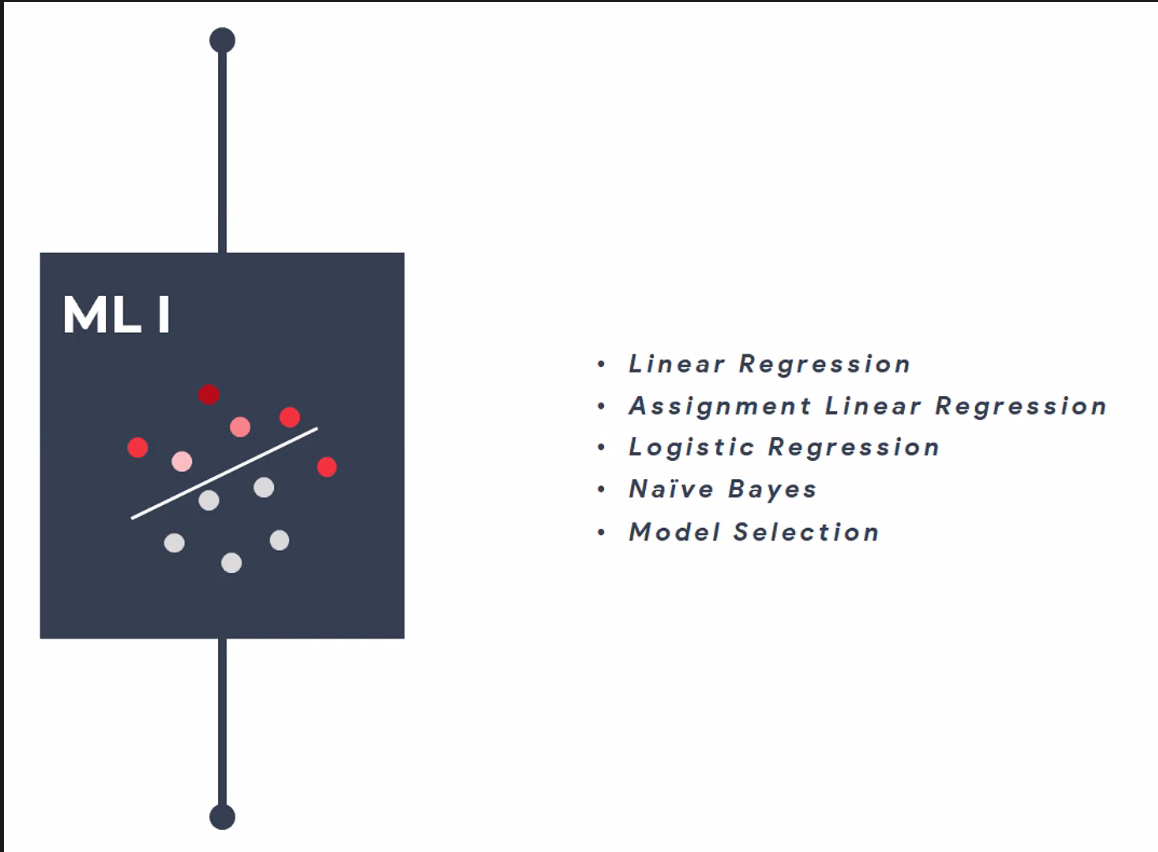 ML I
• Linear Regression
• Assignment Linear Regression
• Logistic Regression
• Naïve Bayes
• Model Selection